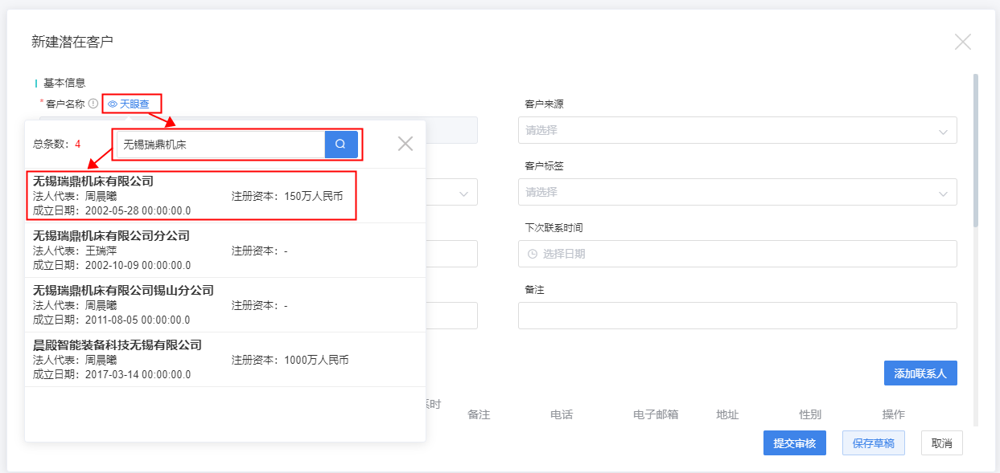 新建潜在客户
基本信息
* 客户名称 天眼查
客户来源
请选择
总条数：4
无锡瑞鼎机床
无锡瑞鼎机床有限公司
法人代表：周晨曦 注册资本：150万人民币
成立日期：2002-05-28 00:00:00.0
客户标签
请选择
无锡瑞鼎机床有限公司分公司
法人代表：王瑞萍 注册资本：-
成立日期：2002-10-09 00:00:00.0
下次联系时间
选择日期
无锡瑞鼎机床有限公司锡山分公司
法人代表：周晨曦 注册资本：-
成立日期：2011-08-05 00:00:00.0
备注
晨殿智能装备科技无锡有限公司
法人代表：周晨曦 注册资本：1000万人民币
成立日期：2017-03-14 00:00:00.0
添加联系人
时
备注 电话 电子邮箱 地址 性别 操作
提交审核 保存草稿 取消